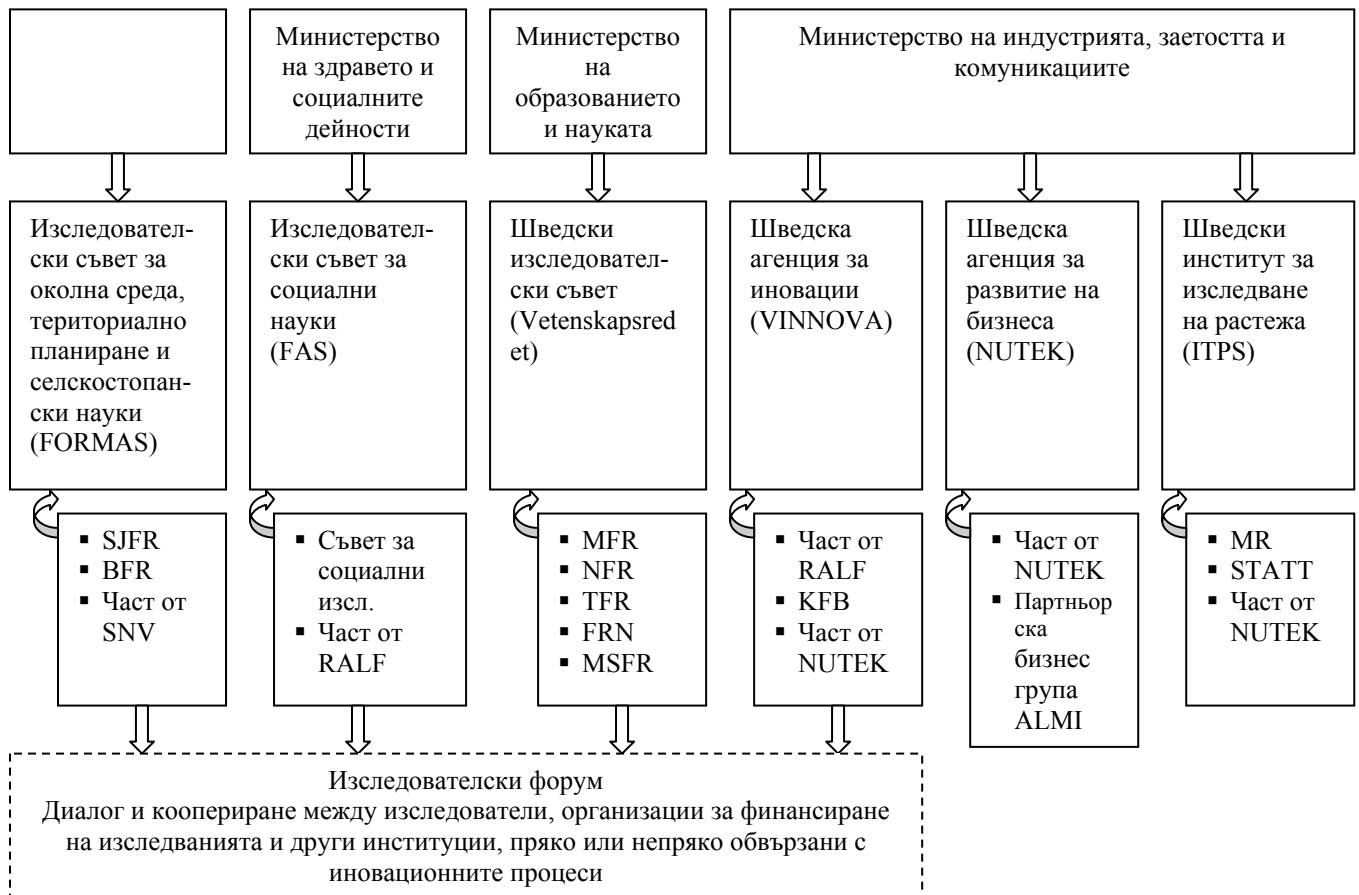 Министерство
на здравето и
социалните
дейности
Министерство
на
образованието
и науката
Министерство на индустрията, заетостта и
комуникациите
Изследовател-
ски съвет за
околна среда,
териториално
планиране и
селскостопан-
ски науки
(FORMAS)
Изследовател-
ски съвет за
социални
науки
(FAS)
Шведски
изследовател-
ски съвет
(Vetenskapsred
et)
Шведска
агенция за
иновации
(VINNOVA)
Шведска
агенция за
развитие на
бизнеса
(NUTEK)
Шведски
институт за
изследване
на растежа
(ITPS)
▪ SJFR
▪ BFR
▪ Част от
SNV
▪ Съвет за
социални
изсл.
▪ Част от
RALF
▪ MFR
▪ NFR
▪ TFR
▪ FRN
▪ MSFR
▪ Част от
RALF
▪ KFB
▪ Част от
NUTEK
▪ Част от
NUTEK
▪ Партньор
ска
бизнес
група
ALMI
▪ MR
▪ STATT
▪ Част от
NUTEK
Изследователски форум
Диалог и коопериране между изследователи, организации за финансиране
на изследванията и други институции, пряко или непряко обвързани с
иновационните процеси